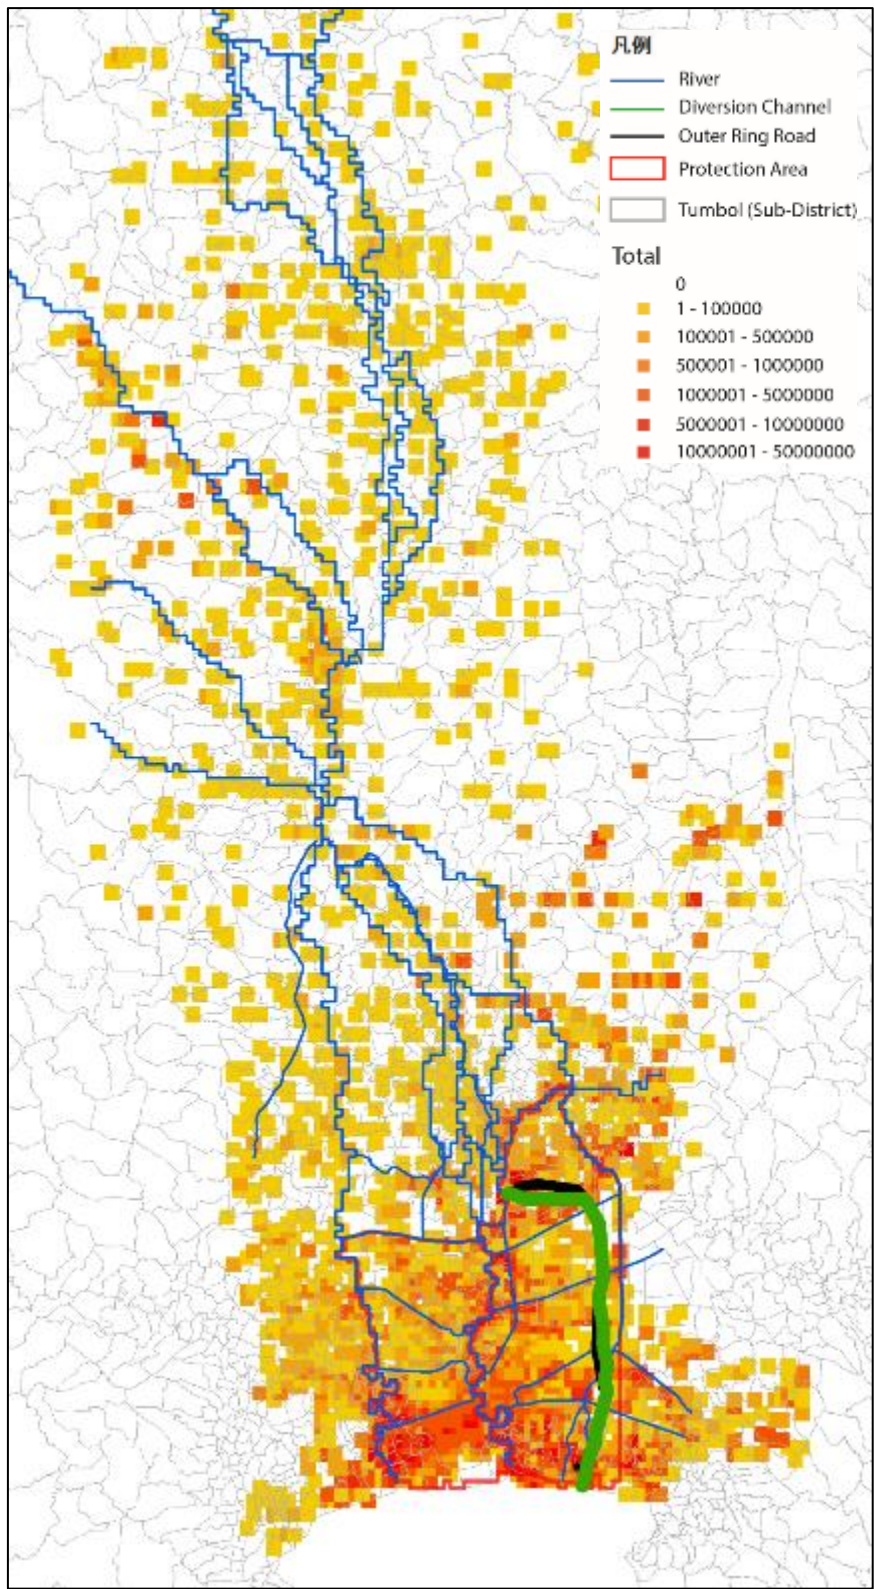 凡例
River
Diversion Channel
Outer Ring Road
Protection Area
Tumbol (Sub-District)
Total
0
1 - 100000
100001 - 500000
500001 - 1000000
1000001 - 5000000
5000001 - 10000000
10000001 - 50000000